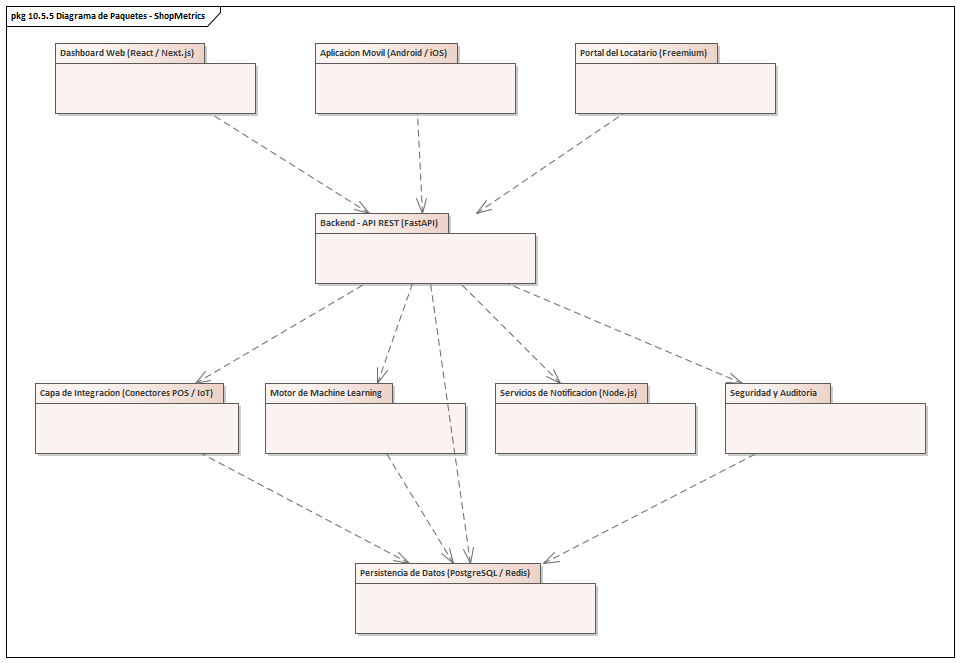 pkg 10.5.5 Diagrama de Paquetes - ShopMetrics
Dashboard Web (React / Next.js)
Aplicacion Movil (Android / iOS)
Portal del Locatario (Freemium)
Backend - API REST (FastAPI)
Capa de Integracion (Conectores POS / IoT)
Motor de Machine Learning
Servicios de Notificacion (Node.js)
Seguridad y Auditoria
Persistencia de Datos (PostgreSQL / Redis)